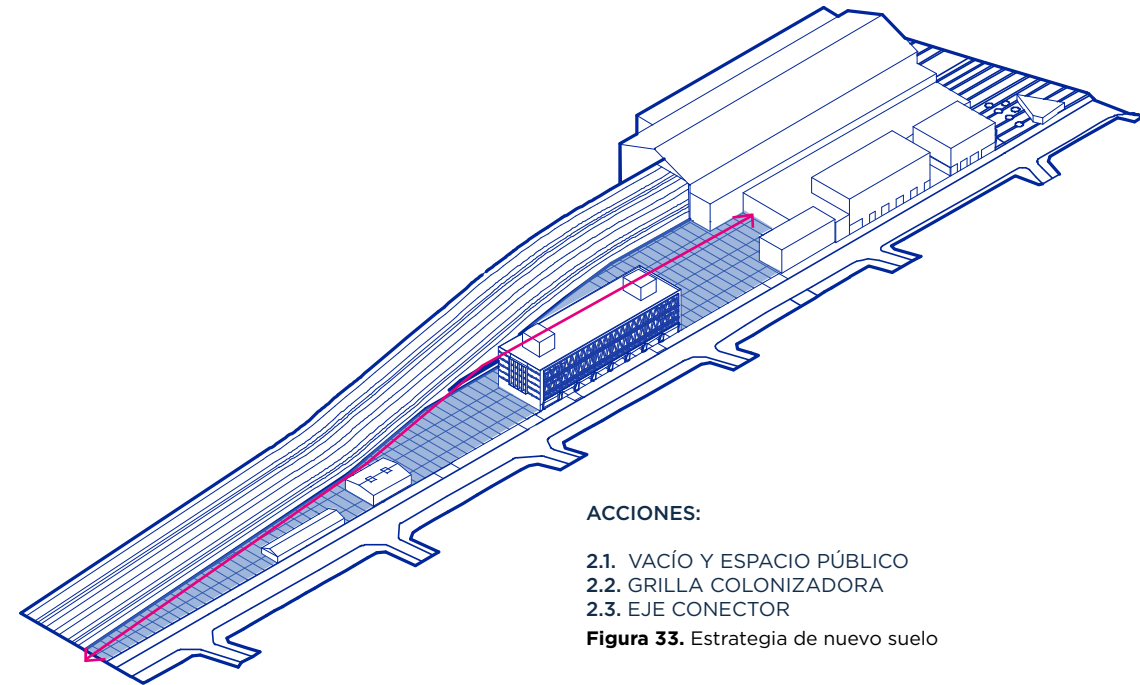 ACCIONES:
2.1. VACÍO Y ESPACIO PÚBLICO
2.2. GRILLA COLONIZADORA
2.3. EJE CONECTOR
Figura 33. Estrategia de nuevo suelo